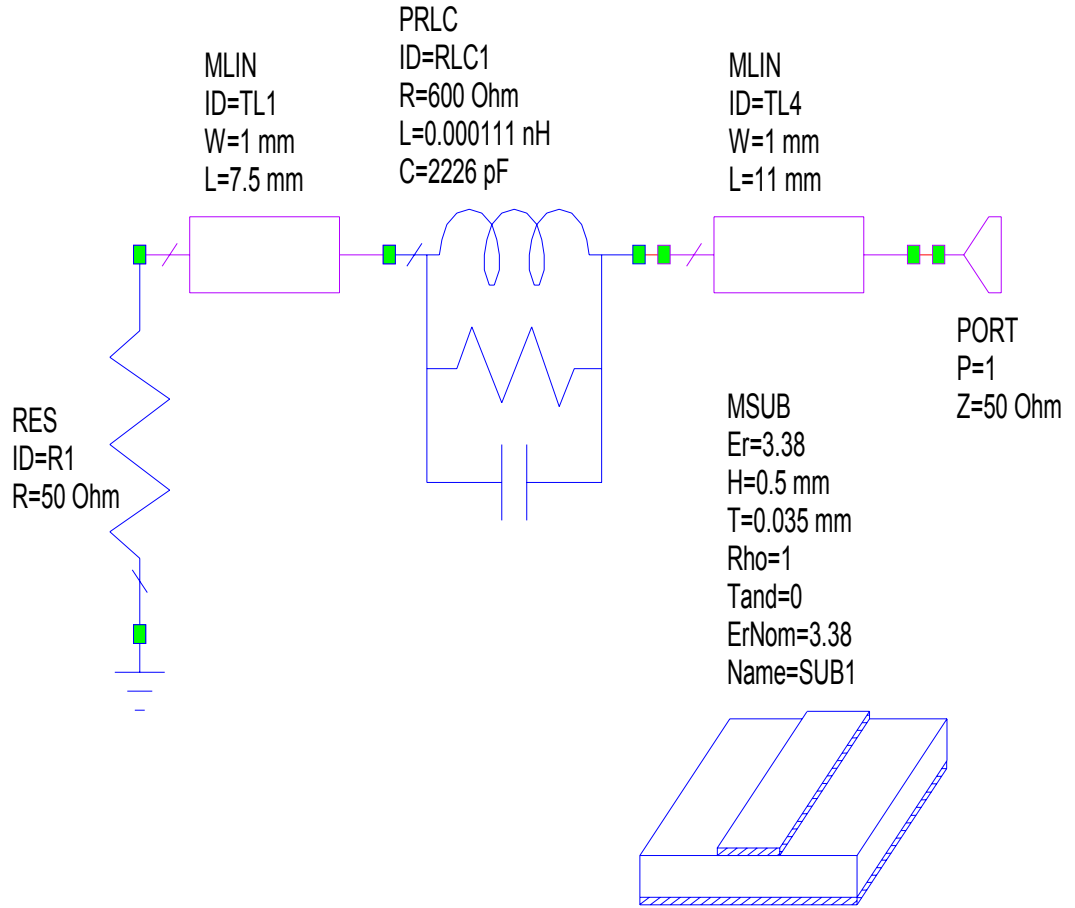 PRLC
ID=RLC1
R=600 Ohm
L=0.000111 nH
C=2226 pF
MLIN
ID=TL1
W=1 mm
L=7.5 mm
MLIN
ID=TL4
W=1 mm
L=11 mm
RES
ID=R1
R=50 Ohm
PORT
P=1
Z=50 Ohm
MSUB
Er=3.38
H=0.5 mm
T=0.035 mm
Rho=1
Tand=0
ErNom=3.38
Name=SUB1